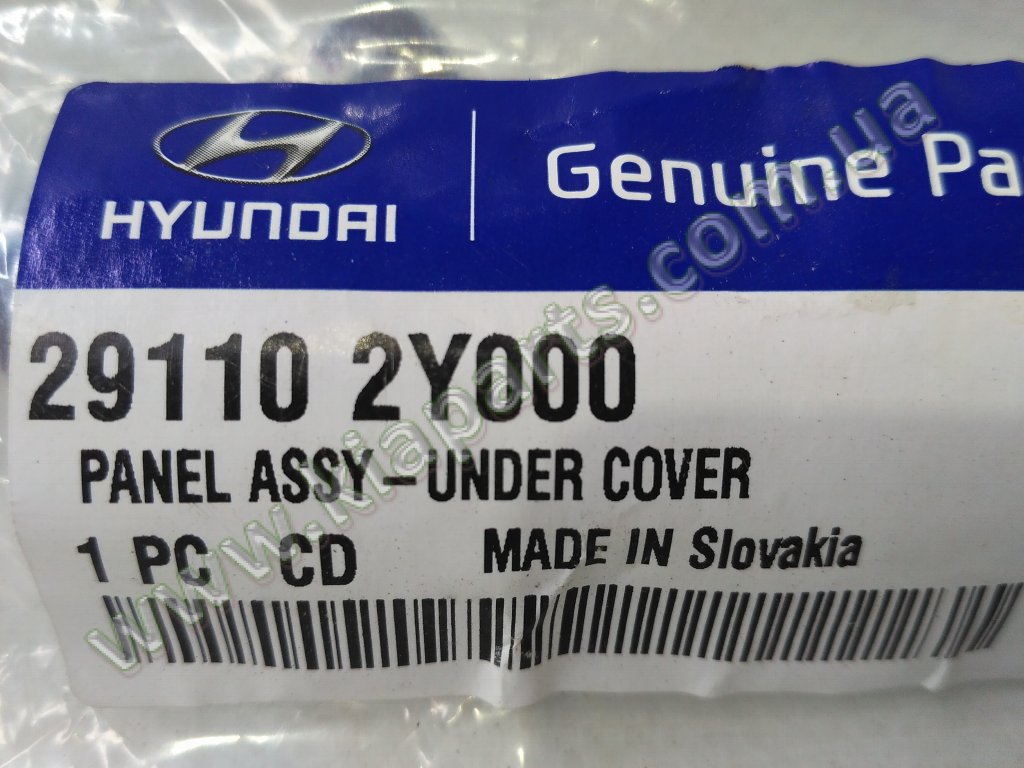 HYUNDAI
Genuine Pa
29110 2Y000
PANEL ASSY-UNDER COVER
1 PC CD MADE IN Slovakia
www.kiaparts.com.ua